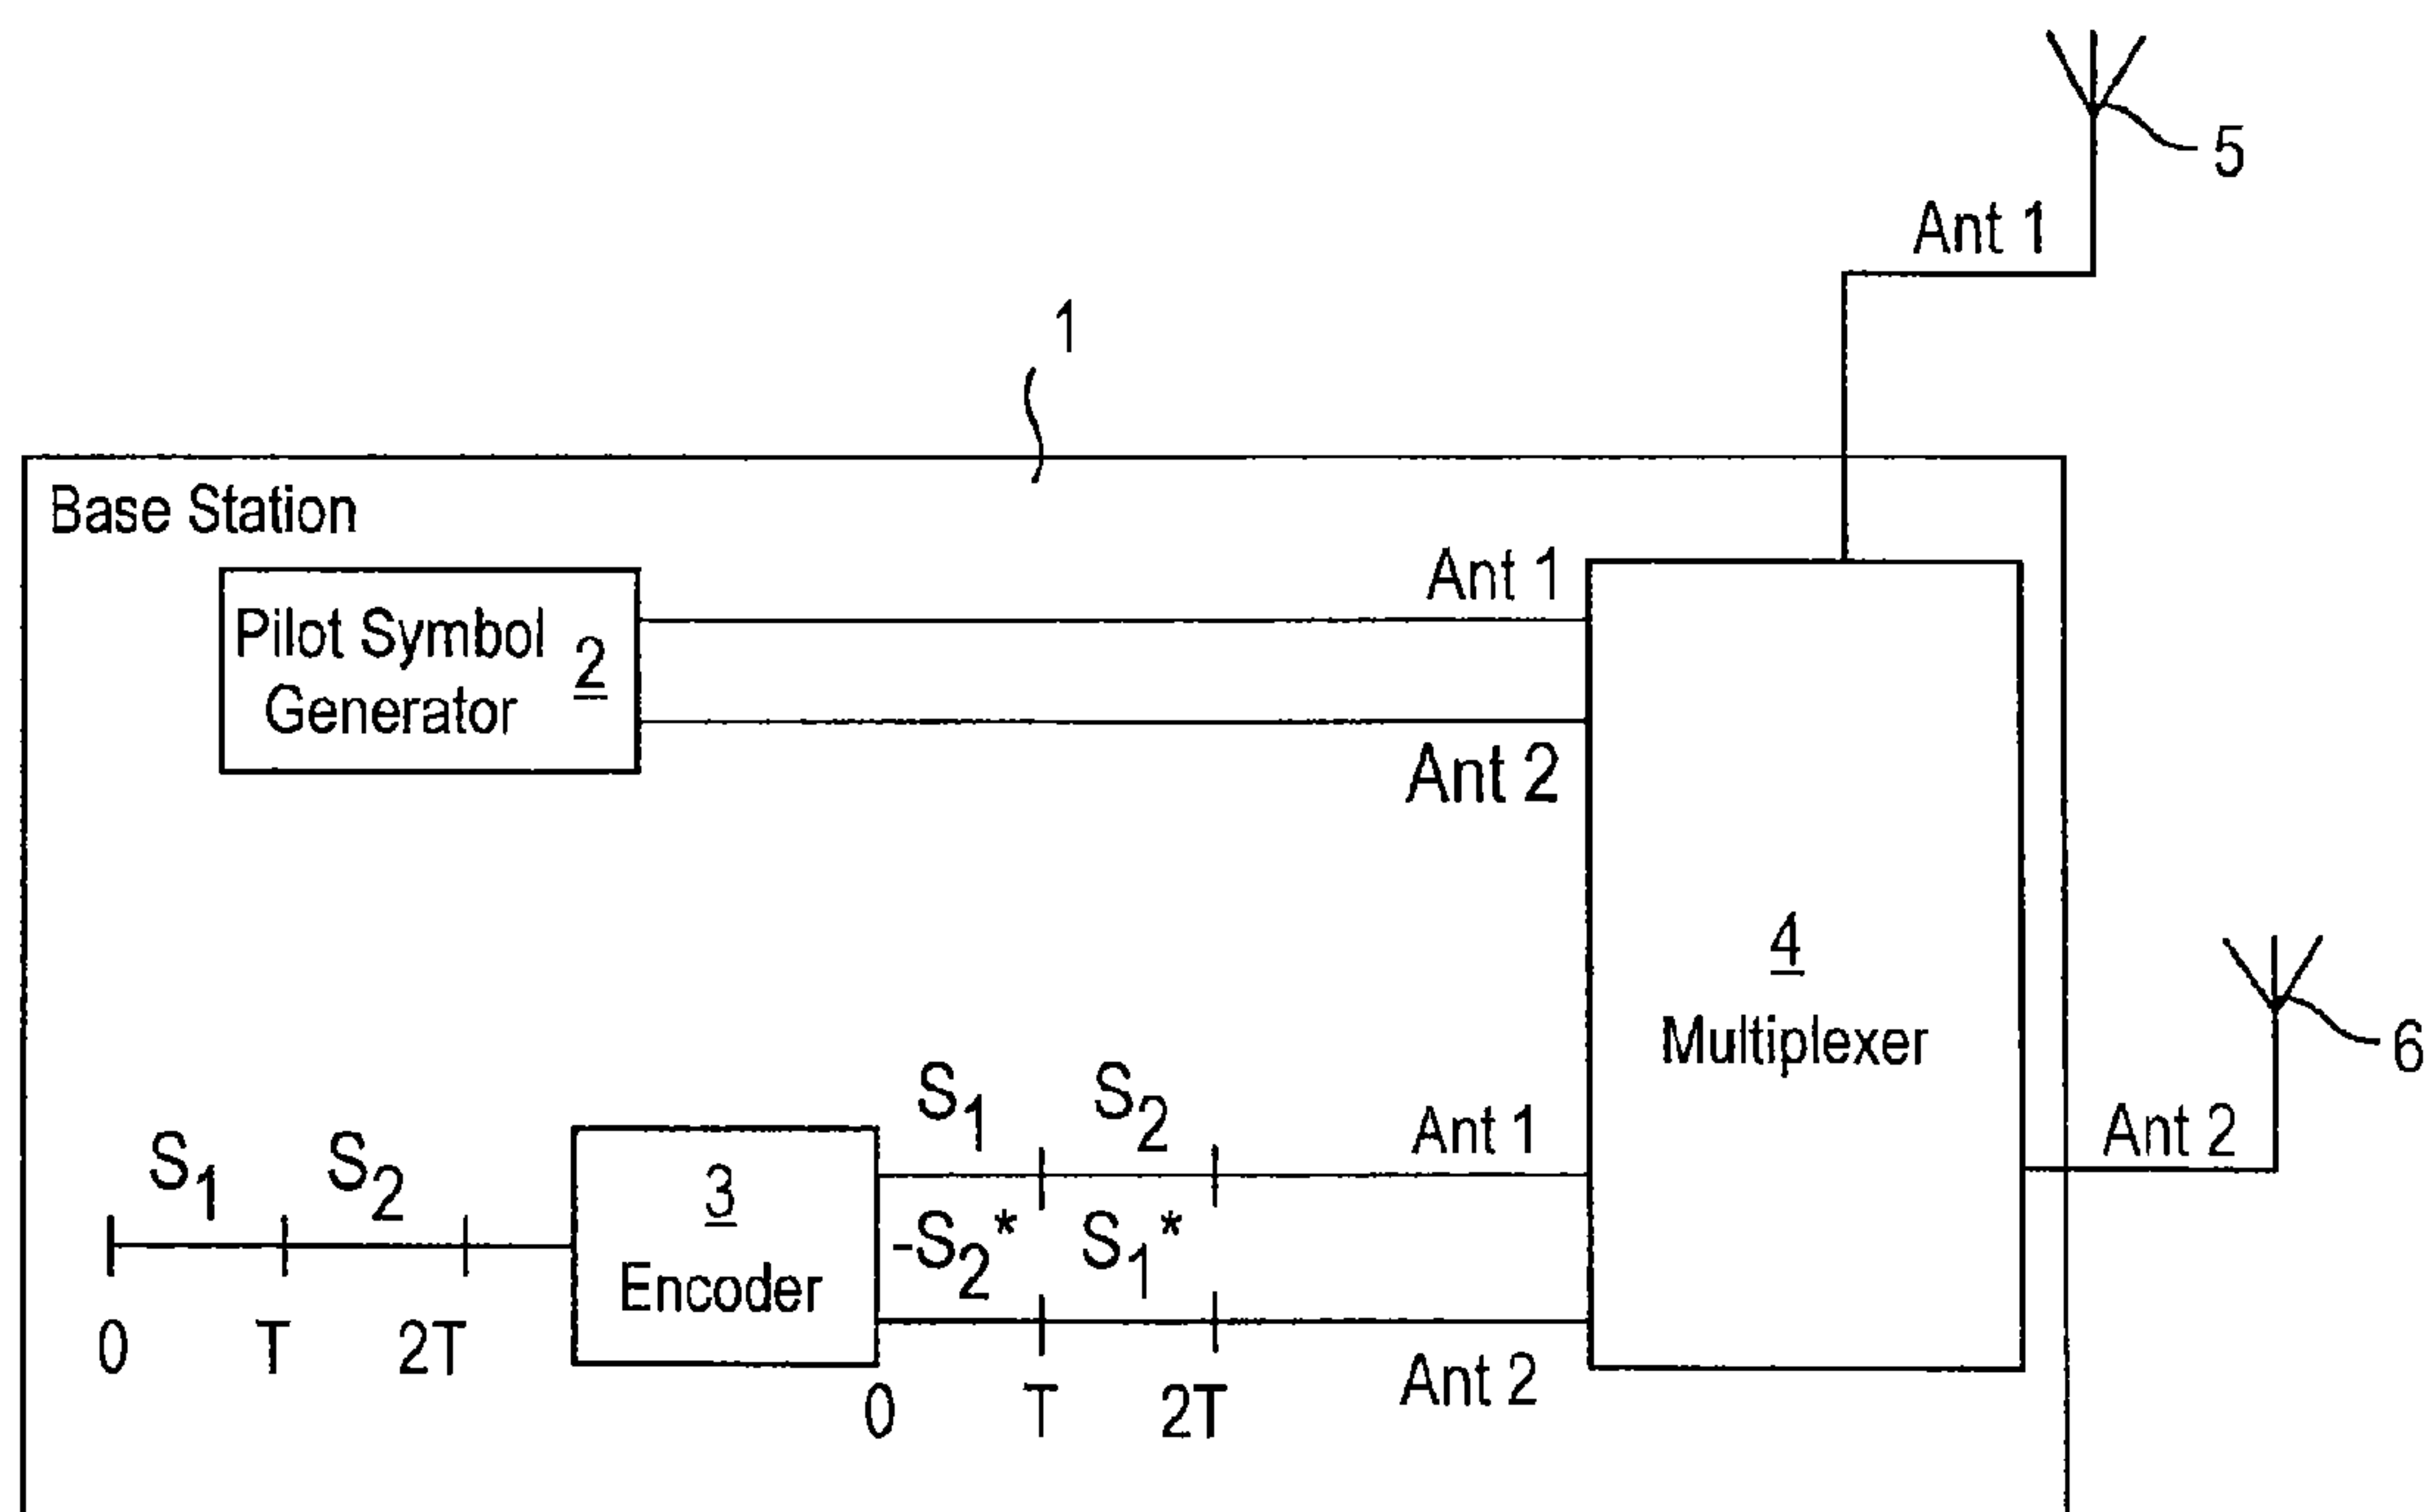 5
Ant 1
1
Base Station
Pilot Symbol
Generator
2
Ant 1
Ant 2
4
Multiplexer
6
Ant 2
S1 S2
0 T 2T
3
Encoder
S1 S2
-S2* S1*
0 T 2T
Ant 1
Ant 2